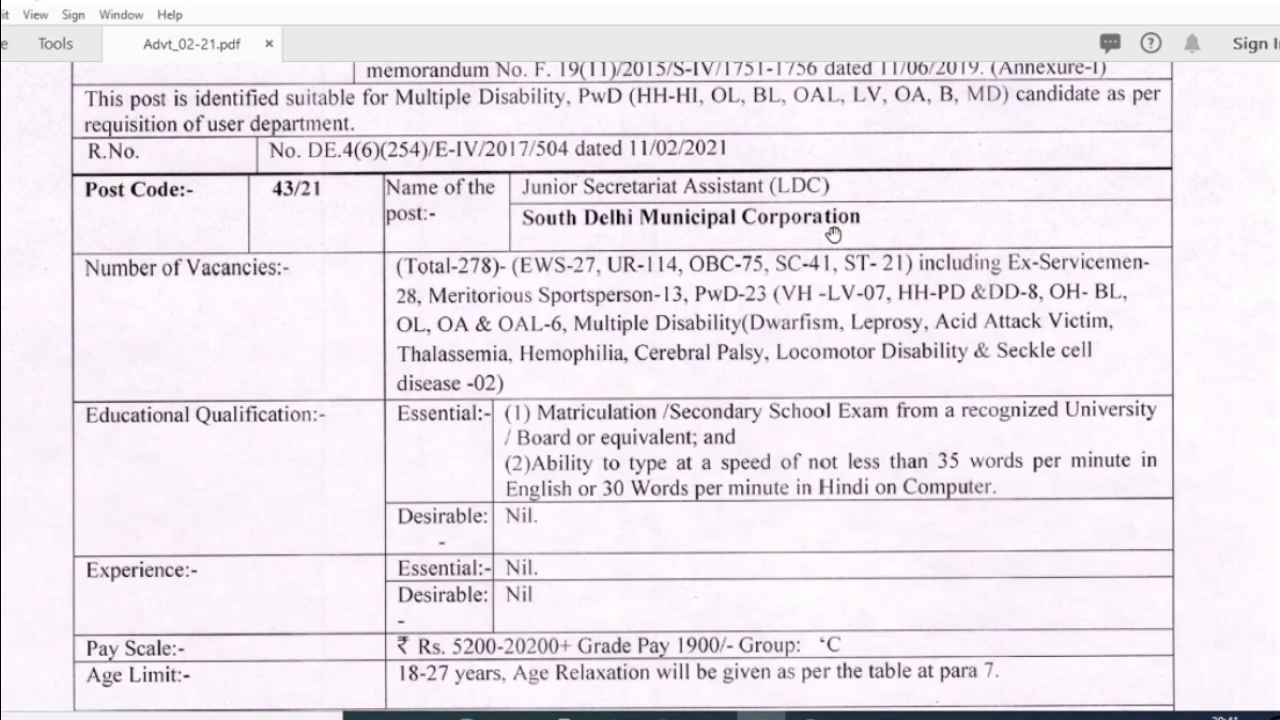 it View Sign Window Help
e Tools Advt_02-21.pdf × Sign I
memorandum No. F. 19(11)/2015/S-IV/1751-1756 dated 11/06/2019. (Annexure-I)
This post is identified suitable for Multiple Disability, PwD (HH-HI, OL, BL, OAL, LV, OA, B, MD) candidate as per
requisition of user department.
R.No. No. DE.4(6)(254)/E-IV/2017/504 dated 11/02/2021
Post Code:- 43/21 Name of the post:- Junior Secretariat Assistant (LDC)
South Delhi Municipal Corporation
Number of Vacancies:- (Total-278)- (EWS-27, UR-114, OBC-75, SC-41, ST- 21) including Ex-Servicemen-
28, Meritorious Sportsperson-13, PwD-23 (VH -LV-07, HH-PD &DD-8, OH- BL,
OL, OA & OAL-6, Multiple Disability(Dwarfism, Leprosy, Acid Attack Victim,
Thalassemia, Hemophilia, Cerebral Palsy, Locomotor Disability & Seckle cell
disease -02)
Educational Qualification:- Essential:- (1) Matriculation /Secondary School Exam from a recognized University
/ Board or equivalent; and
(2)Ability to type at a speed of not less than 35 words per minute in
English or 30 Words per minute in Hindi on Computer.
Desirable:- Nil.
Experience:- Essential:- Nil.
Desirable:- Nil
Pay Scale:- ₹ Rs. 5200-20200+ Grade Pay 1900/- Group: ‘C
Age Limit:- 18-27 years, Age Relaxation will be given as per the table at para 7.